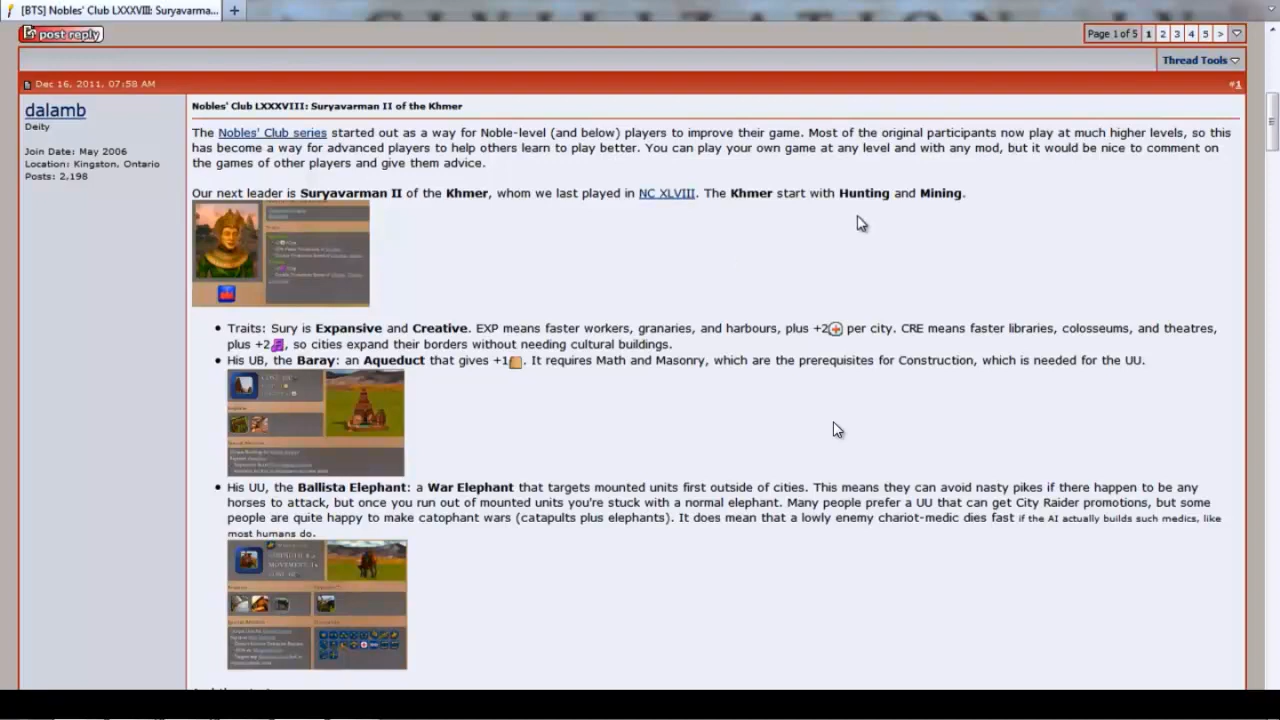 [BTS] Nobles' Club LXXXVIII: Suryavarma...
post reply
Page 1 of 5 1 2 3 4 5 >
Thread Tools
Dec 16, 2011, 07:58 AM
#1
dalamb
Deity
Join Date: May 2006
Location: Kingston, Ontario
Posts: 2,198
Nobles' Club LXXXVIII: Suryavarman II of the Khmer
The Nobles' Club series started out as a way for Noble-level (and below) players to improve their game. Most of the original participants now play at much higher levels, so this
has become a way for advanced players to help others learn to play better. You can play your own game at any level and with any mod, but it would be nice to comment on
the games of other players and give them advice.
Our next leader is Suryavarman II of the Khmer, whom we last played in NC XLVIII. The Khmer start with Hunting and Mining.
• Traits: Sury is Expansive and Creative. EXP means faster workers, granaries, and harbours, plus +2 per city. CRE means faster libraries, colosseums, and theatres,
plus +2, so cities expand their borders without needing cultural buildings.
• His UB, the Baray: an Aqueduct that gives +1. It requires Math and Masonry, which are the prerequisites for Construction, which is needed for the UU.
• His UU, the Ballista Elephant: a War Elephant that targets mounted units first outside of cities. This means they can avoid nasty pikes if there happen to be any
horses to attack, but once you run out of mounted units you're stuck with a normal elephant. Many people prefer a UU that can get City Raider promotions, but some
people are quite happy to make catophant wars (catapults plus elephants). It does mean that a lowly enemy chariot-medic dies fast if the AI actually builds such medics, like
most humans do.